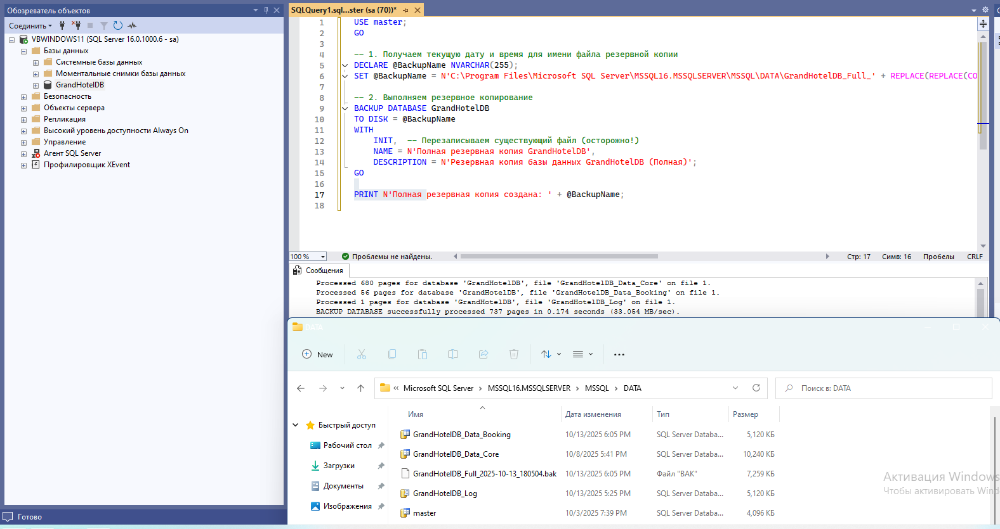 Обозреватель объектов
Соединить
VBWINDOWS11 (SQL Server 16.0.1000.6 - sa)
Базы данных
Системные базы данных
Моментальные снимки базы данных
GrandHotelDB
Безопасность
Объекты сервера
Репликация
Высокий уровень доступности Always On
Управление
Агент SQL Server
Профилировщик XEvent
Готово
SQLQuery1.sql...ster (sa (70))*
1 USE master;
2 GO
3
4 -- 1. Получаем текущую дату и время для имени файла резервной копии
5 DECLARE @BackupName NVARCHAR(255);
6 SET @BackupName = N'C:\Program Files\Microsoft SQL Server\MSSQL16.MSSQLSERVER\MSSQL\DATA\GrandHotelDB_Full_' + REPLACE(REPLACE(CO
7
8 -- 2. Выполняем резервное копирование
9 BACKUP DATABASE GrandHotelDB
10 TO DISK = @BackupName
11 WITH
12 INIT, -- Перезаписываем существующий файл (осторожно!)
13 NAME = N'Полная резервная копия GrandHotelDB',
14 DESCRIPTION = N'Резервная копия базы данных GrandHotelDB (Полная)';
15 GO
16
17 PRINT N'Полная резервная копия создана: ' + @BackupName;
18
100 % Проблемы не найдены. Стр: 17 Симв: 16 Пробелы CRLF
Сообщения
Processed 680 pages for database 'GrandHotelDB', file 'GrandHotelDB_Data_Core' on file 1.
Processed 56 pages for database 'GrandHotelDB', file 'GrandHotelDB_Data_Booking' on file 1.
Processed 1 pages for database 'GrandHotelDB', file 'GrandHotelDB_Log' on file 1.
BACKUP DATABASE successfully processed 737 pages in 0.174 seconds (33.054 MB/sec).
DATA
New
« Microsoft SQL Server > MSSQL16.MSSQLSERVER > MSSQL > DATA
Поиск в: DATA
Быстрый доступ
Рабочий стол
Загрузки
Документы
Изображения
Имя Дата изменения Тип Размер
GrandHotelDB_Data_Booking 10/13/2025 6:05 PM SQL Server Databa... 5,120 КБ
GrandHotelDB_Data_Core 10/8/2025 5:41 PM SQL Server Databa... 10,240 КБ
GrandHotelDB_Full_2025-10-13_180504.bak 10/13/2025 6:05 PM Файл "BAK" 7,259 КБ
GrandHotelDB_Log 10/13/2025 5:25 PM SQL Server Databa... 5,120 КБ
master 10/3/2025 7:39 PM SQL Server Databa... 4,096 КБ
Активация Windows
Чтобы активировать Wind